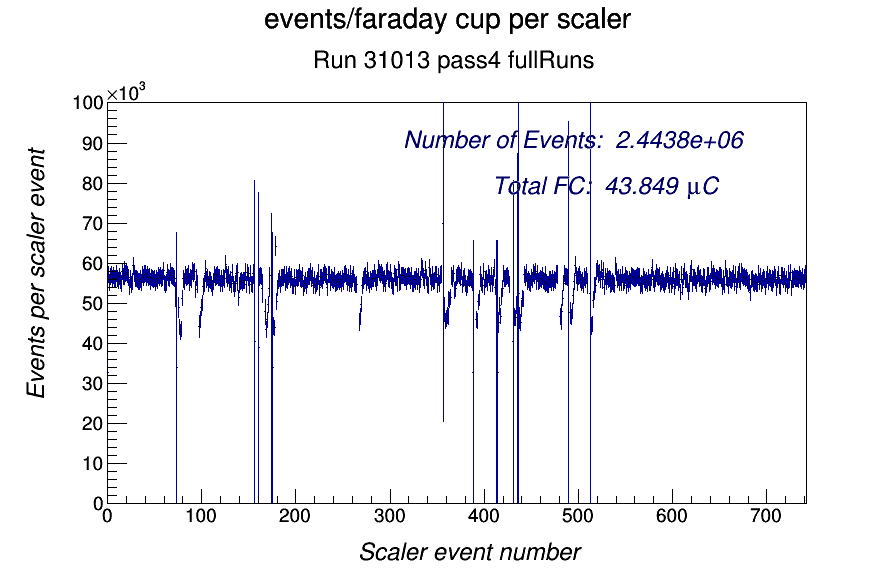 events/faraday cup per scaler
Run 31013 pass4 fullRuns
×10³
100
90
80
70
60
50
40
30
20
10
0
Number of Events: 2.4438e+06
Total FC: 43.849 μC
Events per scaler event
0 100 200 300 400 500 600 700
Scaler event number